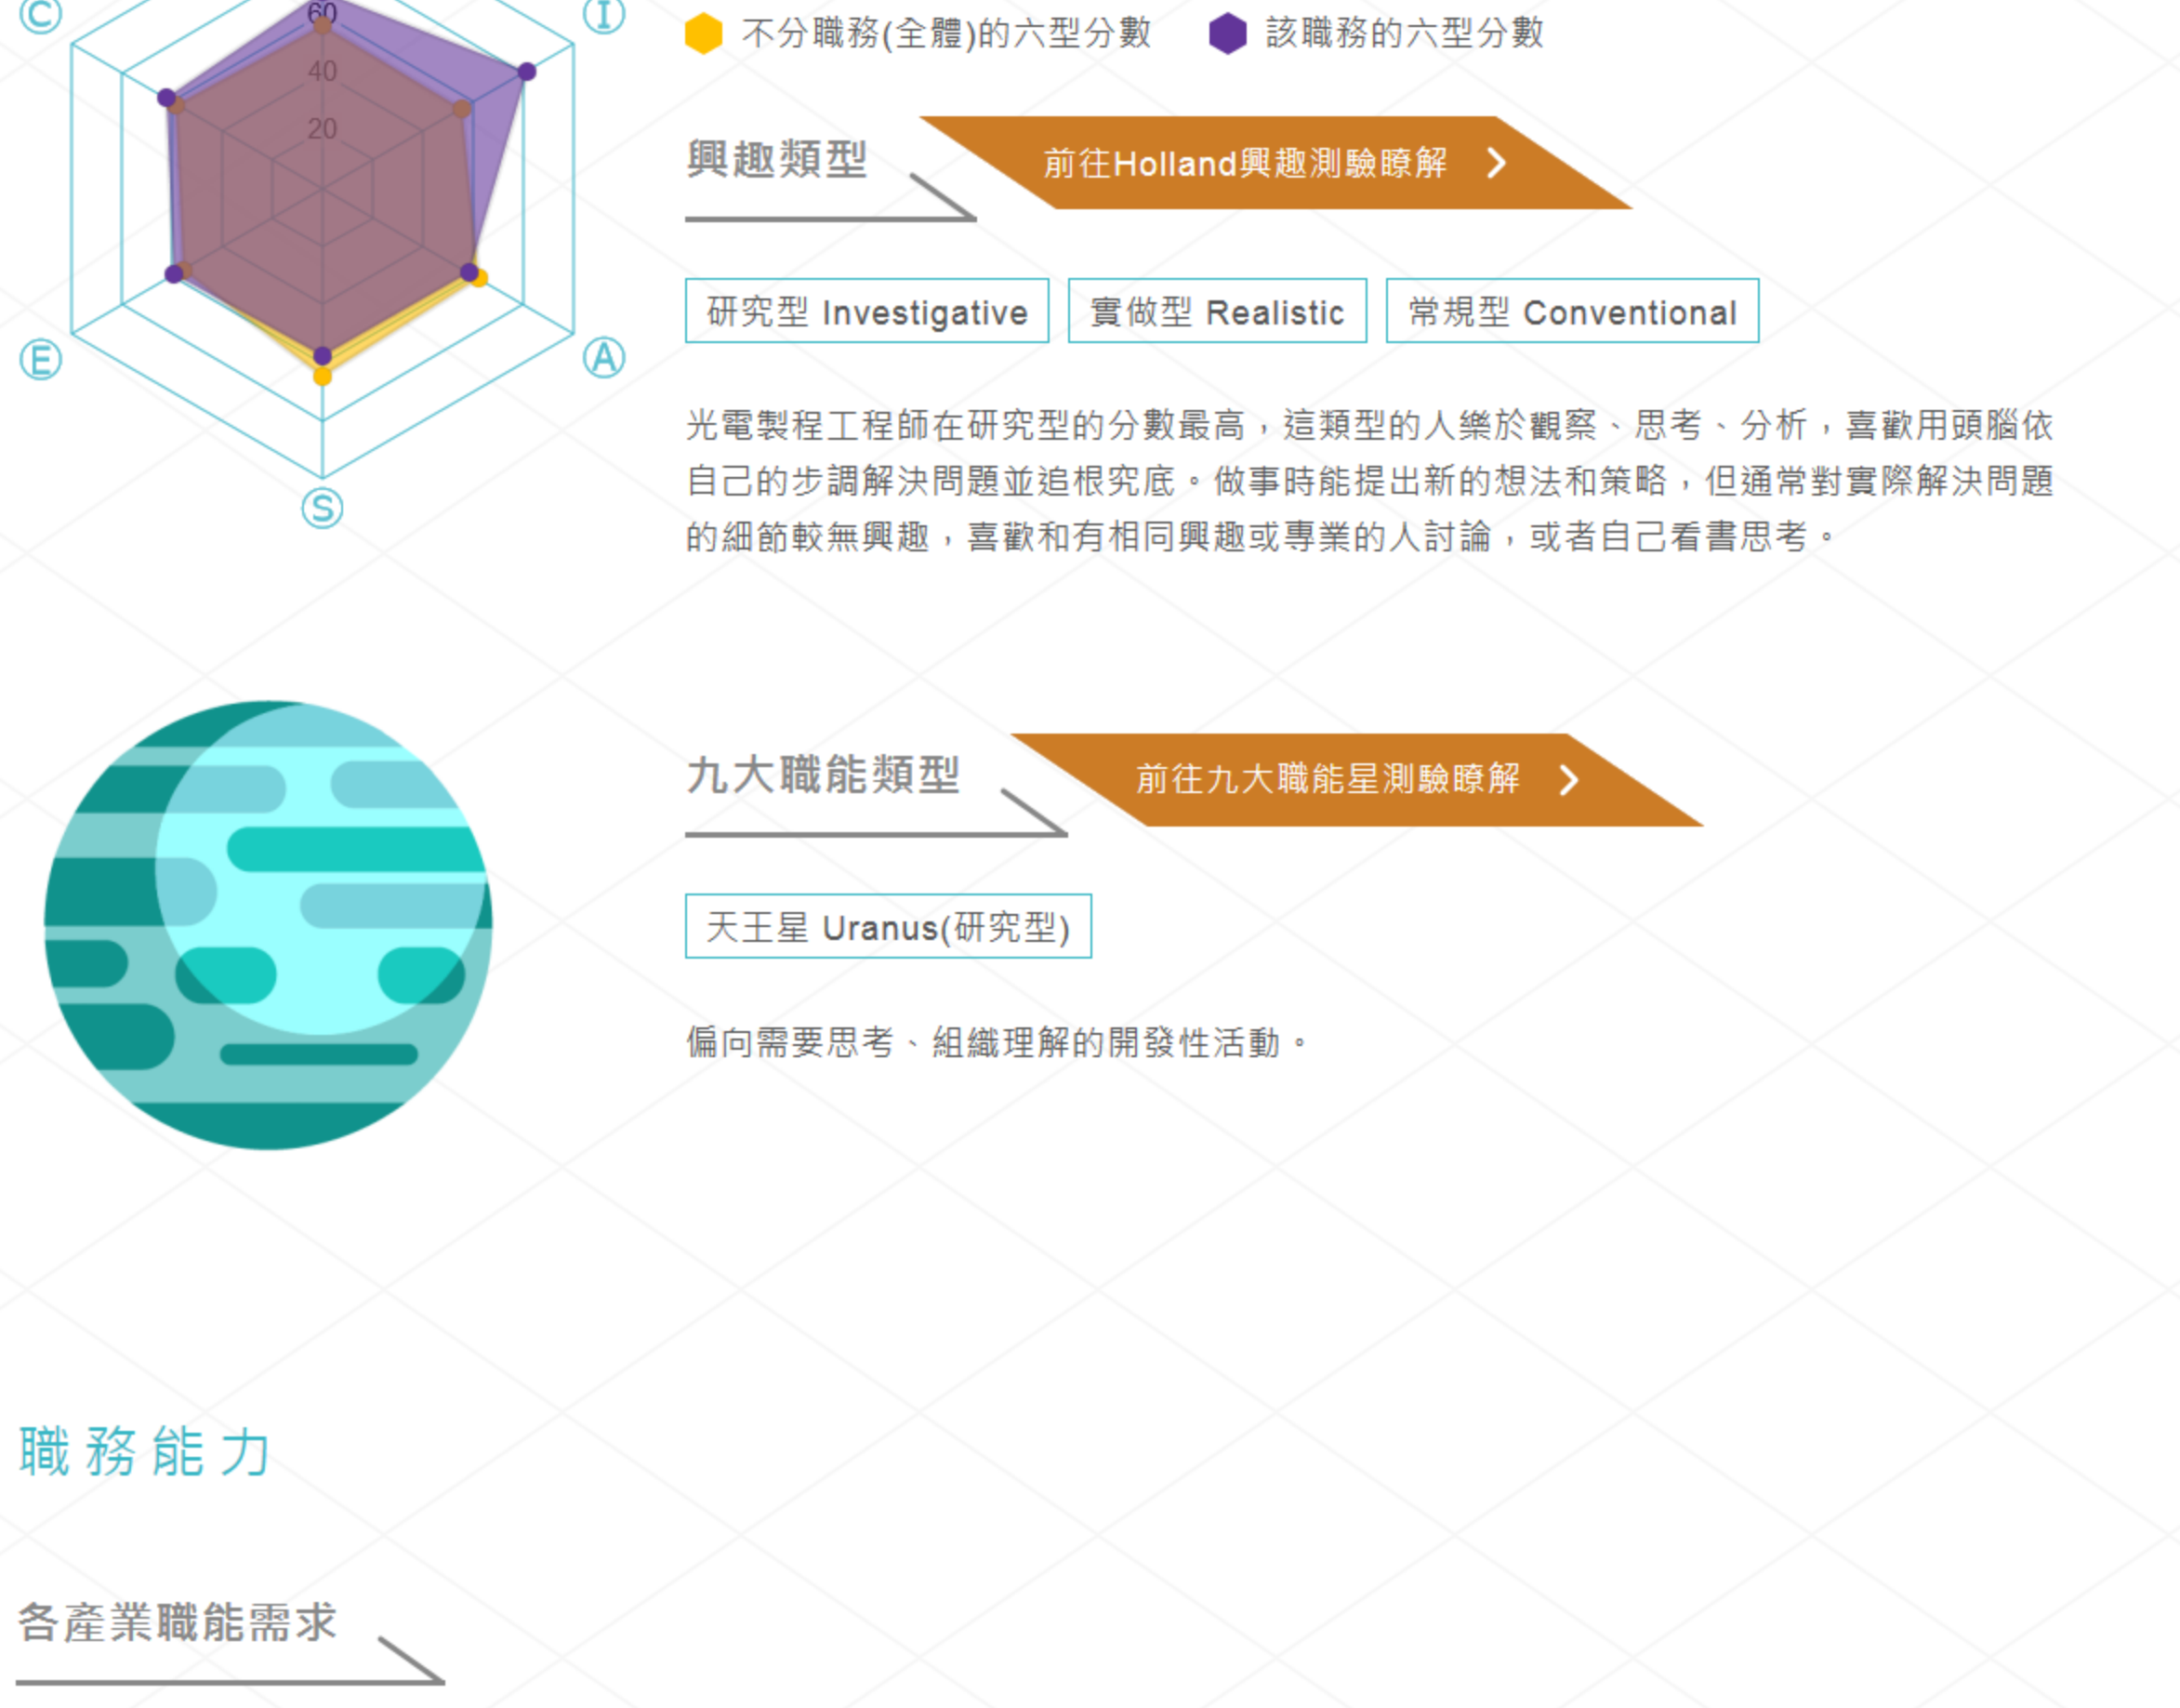 C
I
60
40
20
E
A
S
不分職務(全體)的六型分數
該職務的六型分數
興趣類型
前往Holland興趣測驗瞭解
研究型 Investigative
實做型 Realistic
常規型 Conventional
光電製程工程師在研究型的分數最高，這類型的人樂於觀察、思考、分析，喜歡用頭腦依
自己的步調解決問題並追根究底。做事時能提出新的想法和策略，但通常對實際解決問題
的細節較無興趣，喜歡和有相同興趣或專業的人討論，或者自己看書思考。
九大職能類型
前往九大職能星測驗瞭解
天王星 Uranus(研究型)
偏向需要思考、組織理解的開發性活動。
職務能力
各產業職能需求